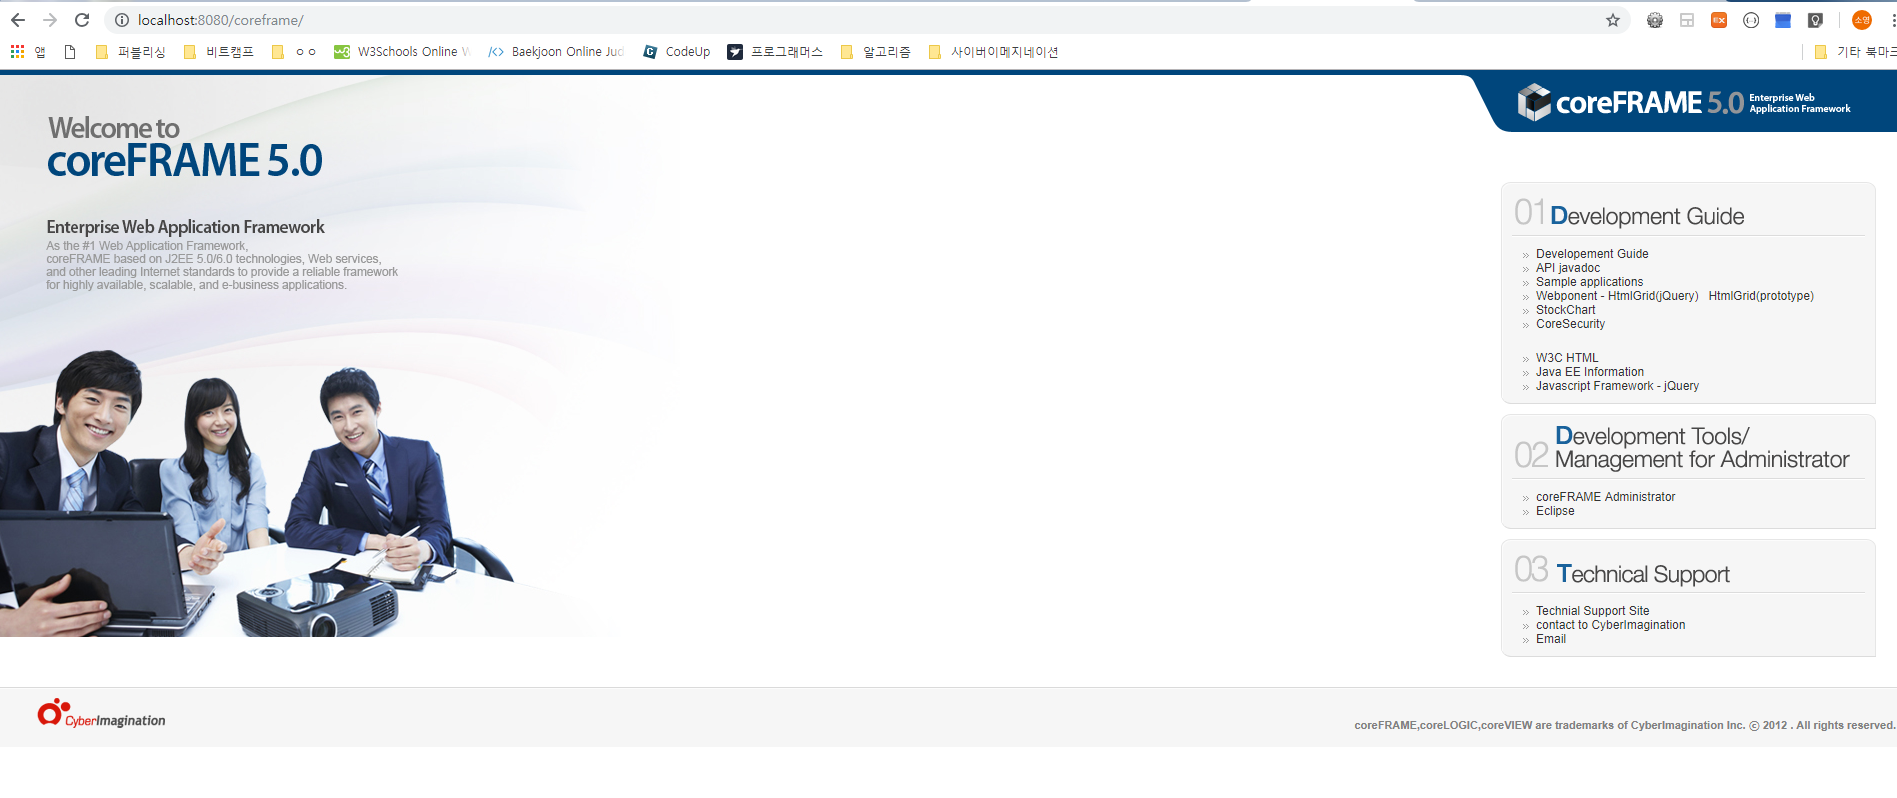 localhost:8080/coreframe/
앱
퍼블리싱
비트캠프
ㅇㅇ
W3Schools Online
Baekjoon Online Jud
CodeUp
프로그래머스
알고리즘
사이버이메지네이션
기타 북마크
소영
coreFRAME 5.0 Enterprise Web
Application Framework
Welcome to
coreFRAME 5.0
Enterprise Web Application Framework
As the #1 Web Application Framework,
coreFRAME based on J2EE 5.0/6.0 technologies, Web services,
and other leading Internet standards to provide a reliable framework
for highly available, scalable, and e-business applications.
01 Development Guide
Developement Guide
API javadoc
Sample applications
Webponent - HtmlGrid(jQuery) HtmlGrid(prototype)
StockChart
CoreSecurity
W3C HTML
Java EE Information
Javascript Framework - jQuery
02 Development Tools/
Management for Administrator
coreFRAME Administrator
Eclipse
03 Technical Support
Technial Support Site
contact to CyberImagination
Email
CyberImagination
coreFRAME,coreLOGIC,coreVIEW are trademarks of CyberImagination Inc. ⓒ 2012 . All rights reserved.